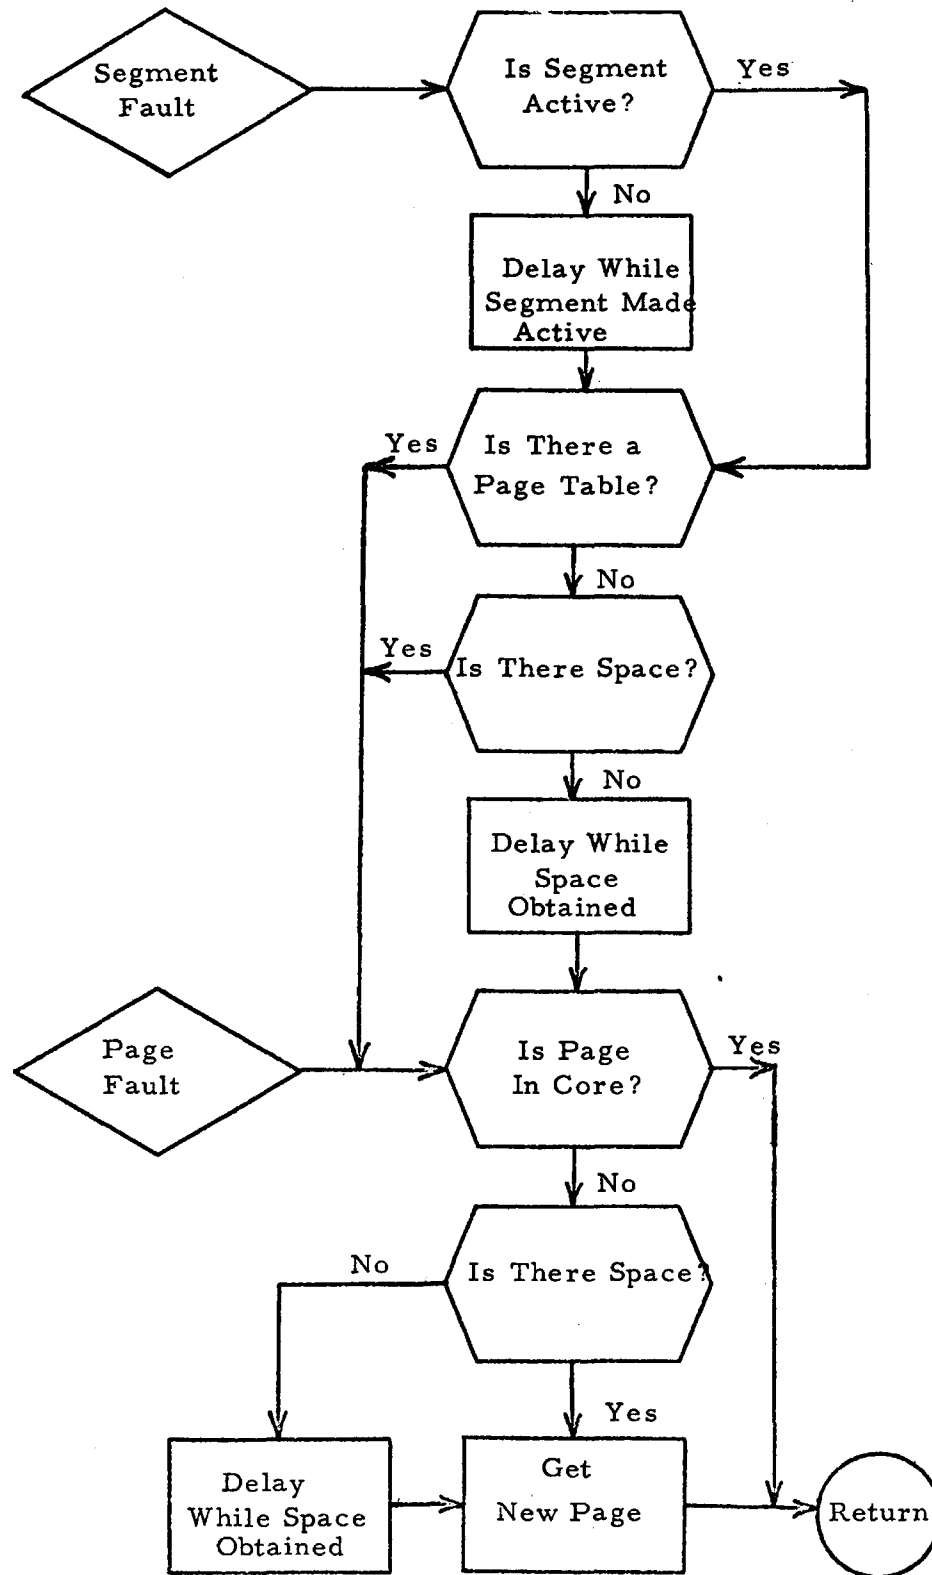 Segment
Fault
Is Segment
Active?
Yes
No
Delay While
Segment Made
Active
Yes
Is There a
Page Table?
No
Yes
Is There Space?
No
Delay While
Space
Obtained
Page
Fault
Is Page
In Core?
Yes
No
No
Is There Space?
Yes
Delay
While Space
Obtained
Get
New Page
Return